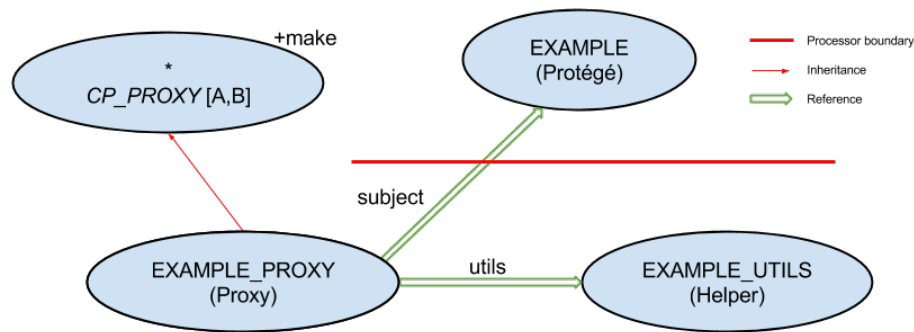 +make
*
CP_PROXY [A,B]
EXAMPLE
(Protégé)
Processor boundary
Inheritance
Reference
subject
EXAMPLE_PROXY
(Proxy)
utils
EXAMPLE_UTILS
(Helper)